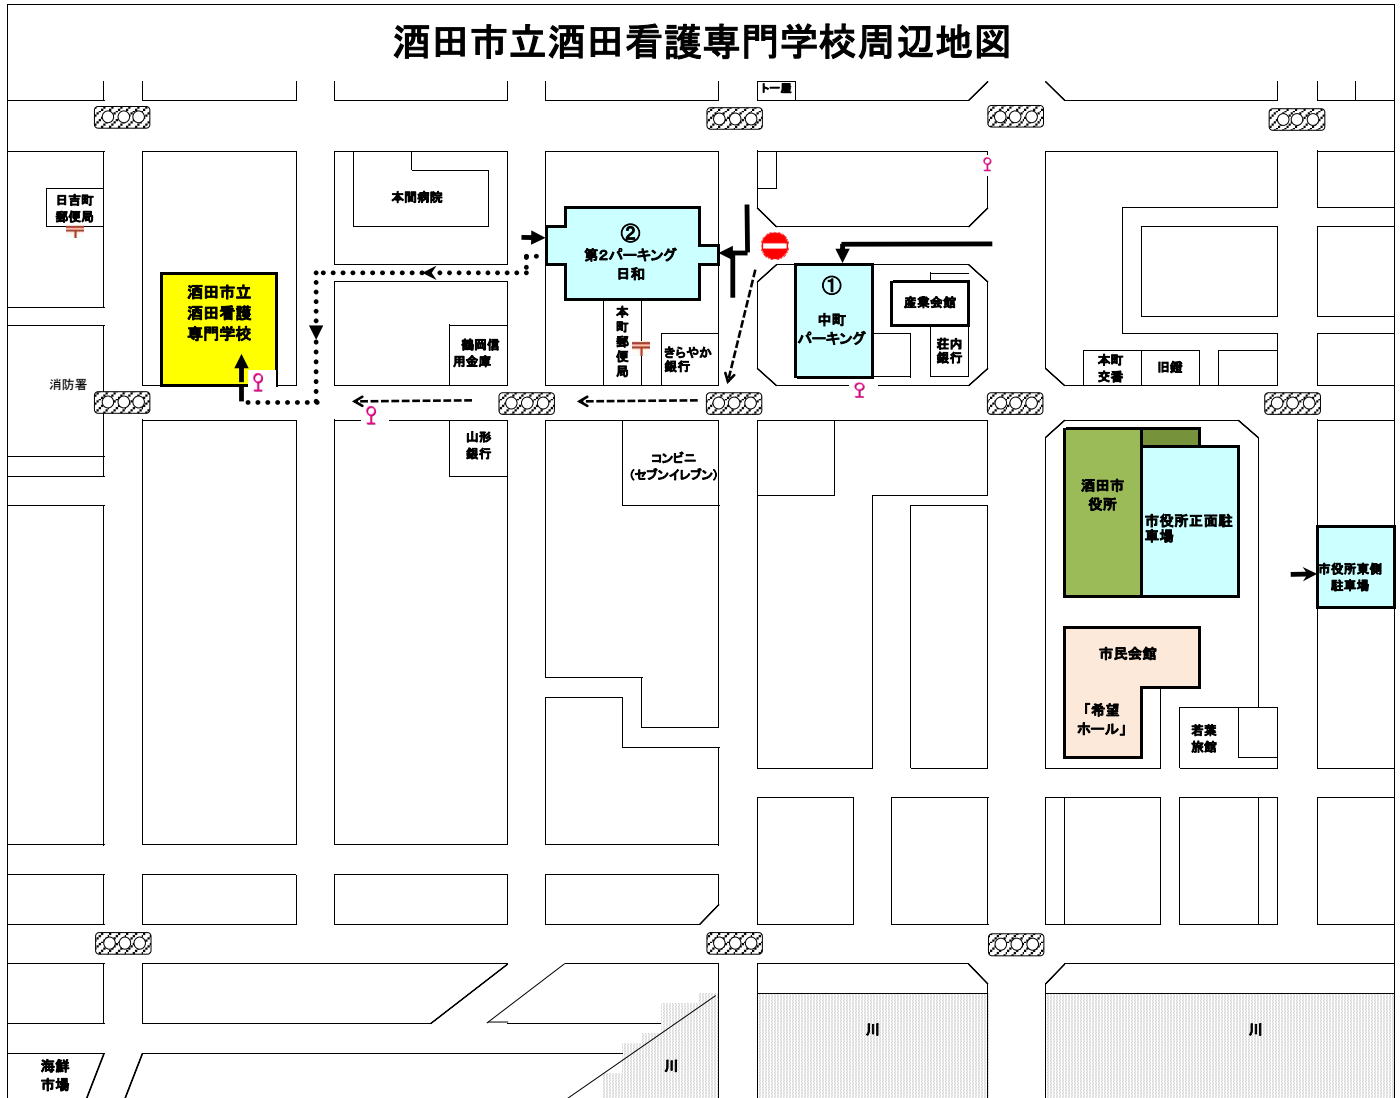 酒田市立酒田看護専門学校周辺地図
ト一屋
日吉町
郵便局
本間病院
②
第2パーキング
日和
酒田市立
酒田看護
専門学校
①
中町
パーキング
産業会館
荘内
銀行
本
町
郵
便
局
きらやか
銀行
鶴岡信
用金庫
本町
交番
旧鐙
消防署
山形
銀行
コンビニ
(セブンイレブン)
酒田市
役所
市役所正面駐
車場
市役所東側
駐車場
市民会館
「希望
ホール」
若葉
旅館
川
川
川
海鮮
市場